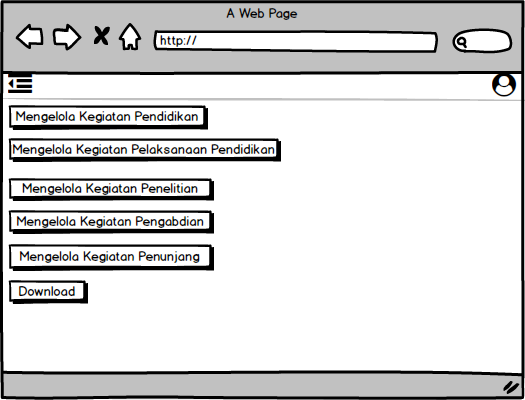 A Web Page
http://
Mengelola Kegiatan Pendidikan
Mengelola Kegiatan Pelaksanaan Pendidikan
Mengelola Kegiatan Penelitian
Mengelola Kegiatan Pengabdian
Mengelola Kegiatan Penunjang
Download